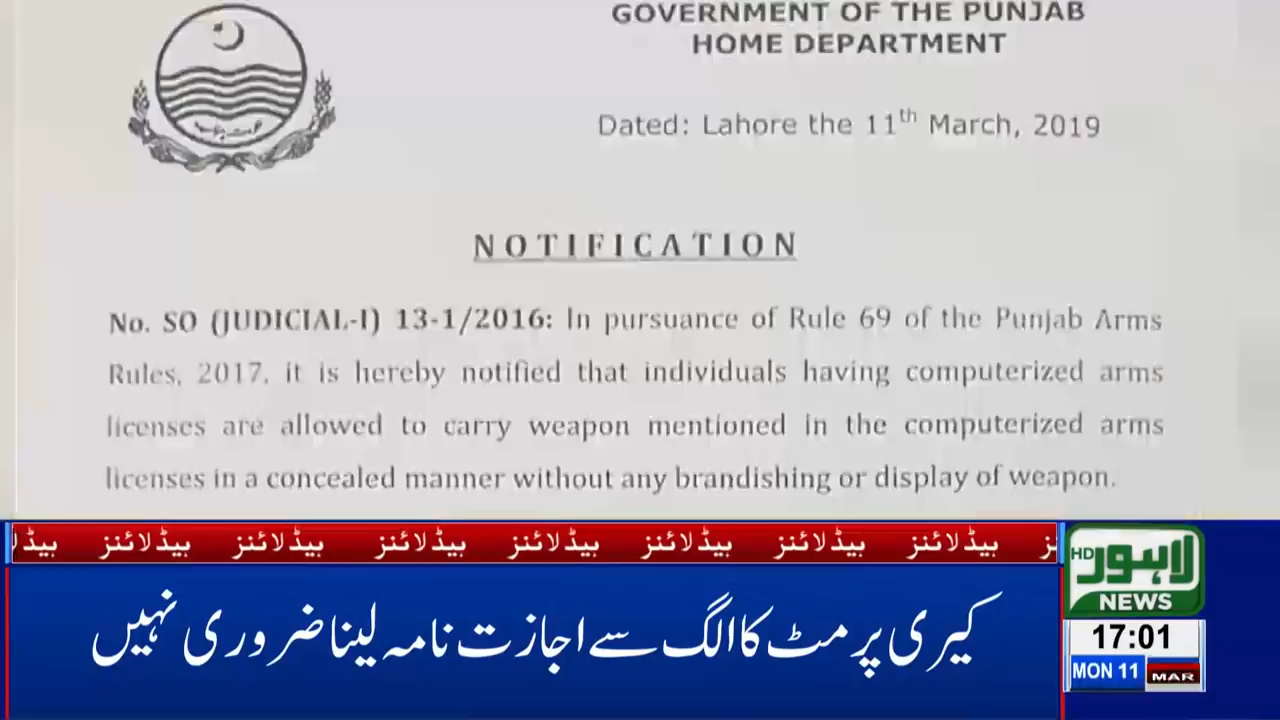 GOVERNMENT OF THE PUNJAB
HOME DEPARTMENT
Dated: Lahore the 11th March, 2019
NOTIFICATION
No. SO (JUDICIAL-I) 13-1/2016: In pursuance of Rule 69 of the Punjab Arms
Rules, 2017, it is hereby notified that individuals having computerized arms
licenses are allowed to carry weapon mentioned in the computerized arms
licenses in a concealed manner without any brandishing or display of weapon.
ہیڈلائنز ہیڈلائنز ہیڈلائنز ہیڈلائنز ہیڈلائنز ہیڈلائنز ہیڈلائنز
کیری پرمٹ کا الگ سے اجازت نامہ لینا ضروری نہیں
لاہور HD
NEWS
17:01
MON 11 MAR